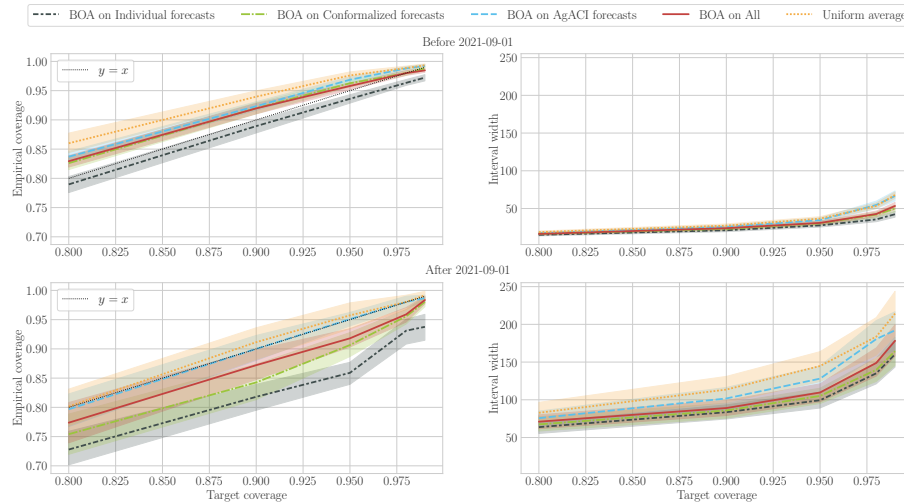 BOA on Individual forecasts BOA on Conformalized forecasts BOA on AgACI forecasts BOA on All Uniform average
Before 2021-09-01
y = x
Empirical coverage
1.00
0.95
0.90
0.85
0.80
0.75
0.70
0.800 0.825 0.850 0.875 0.900 0.925 0.950 0.975
Interval width
250
200
150
100
50
0.800 0.825 0.850 0.875 0.900 0.925 0.950 0.975
After 2021-09-01
y = x
Empirical coverage
1.00
0.95
0.90
0.85
0.80
0.75
0.70
0.800 0.825 0.850 0.875 0.900 0.925 0.950 0.975
Target coverage
Interval width
250
200
150
100
50
0.800 0.825 0.850 0.875 0.900 0.925 0.950 0.975
Target coverage